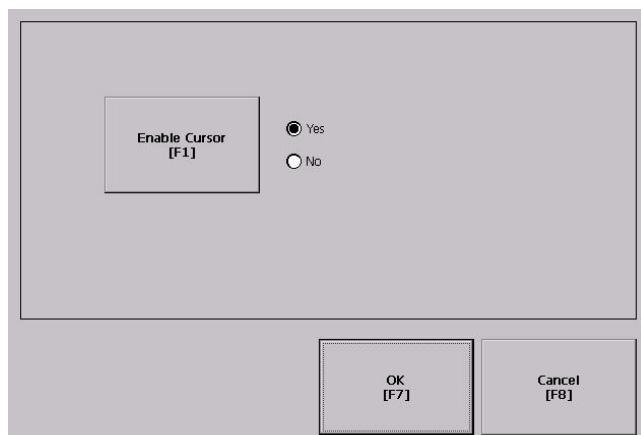 Enable Cursor
[F1]
Yes
No
OK
[F7]
Cancel
[F8]